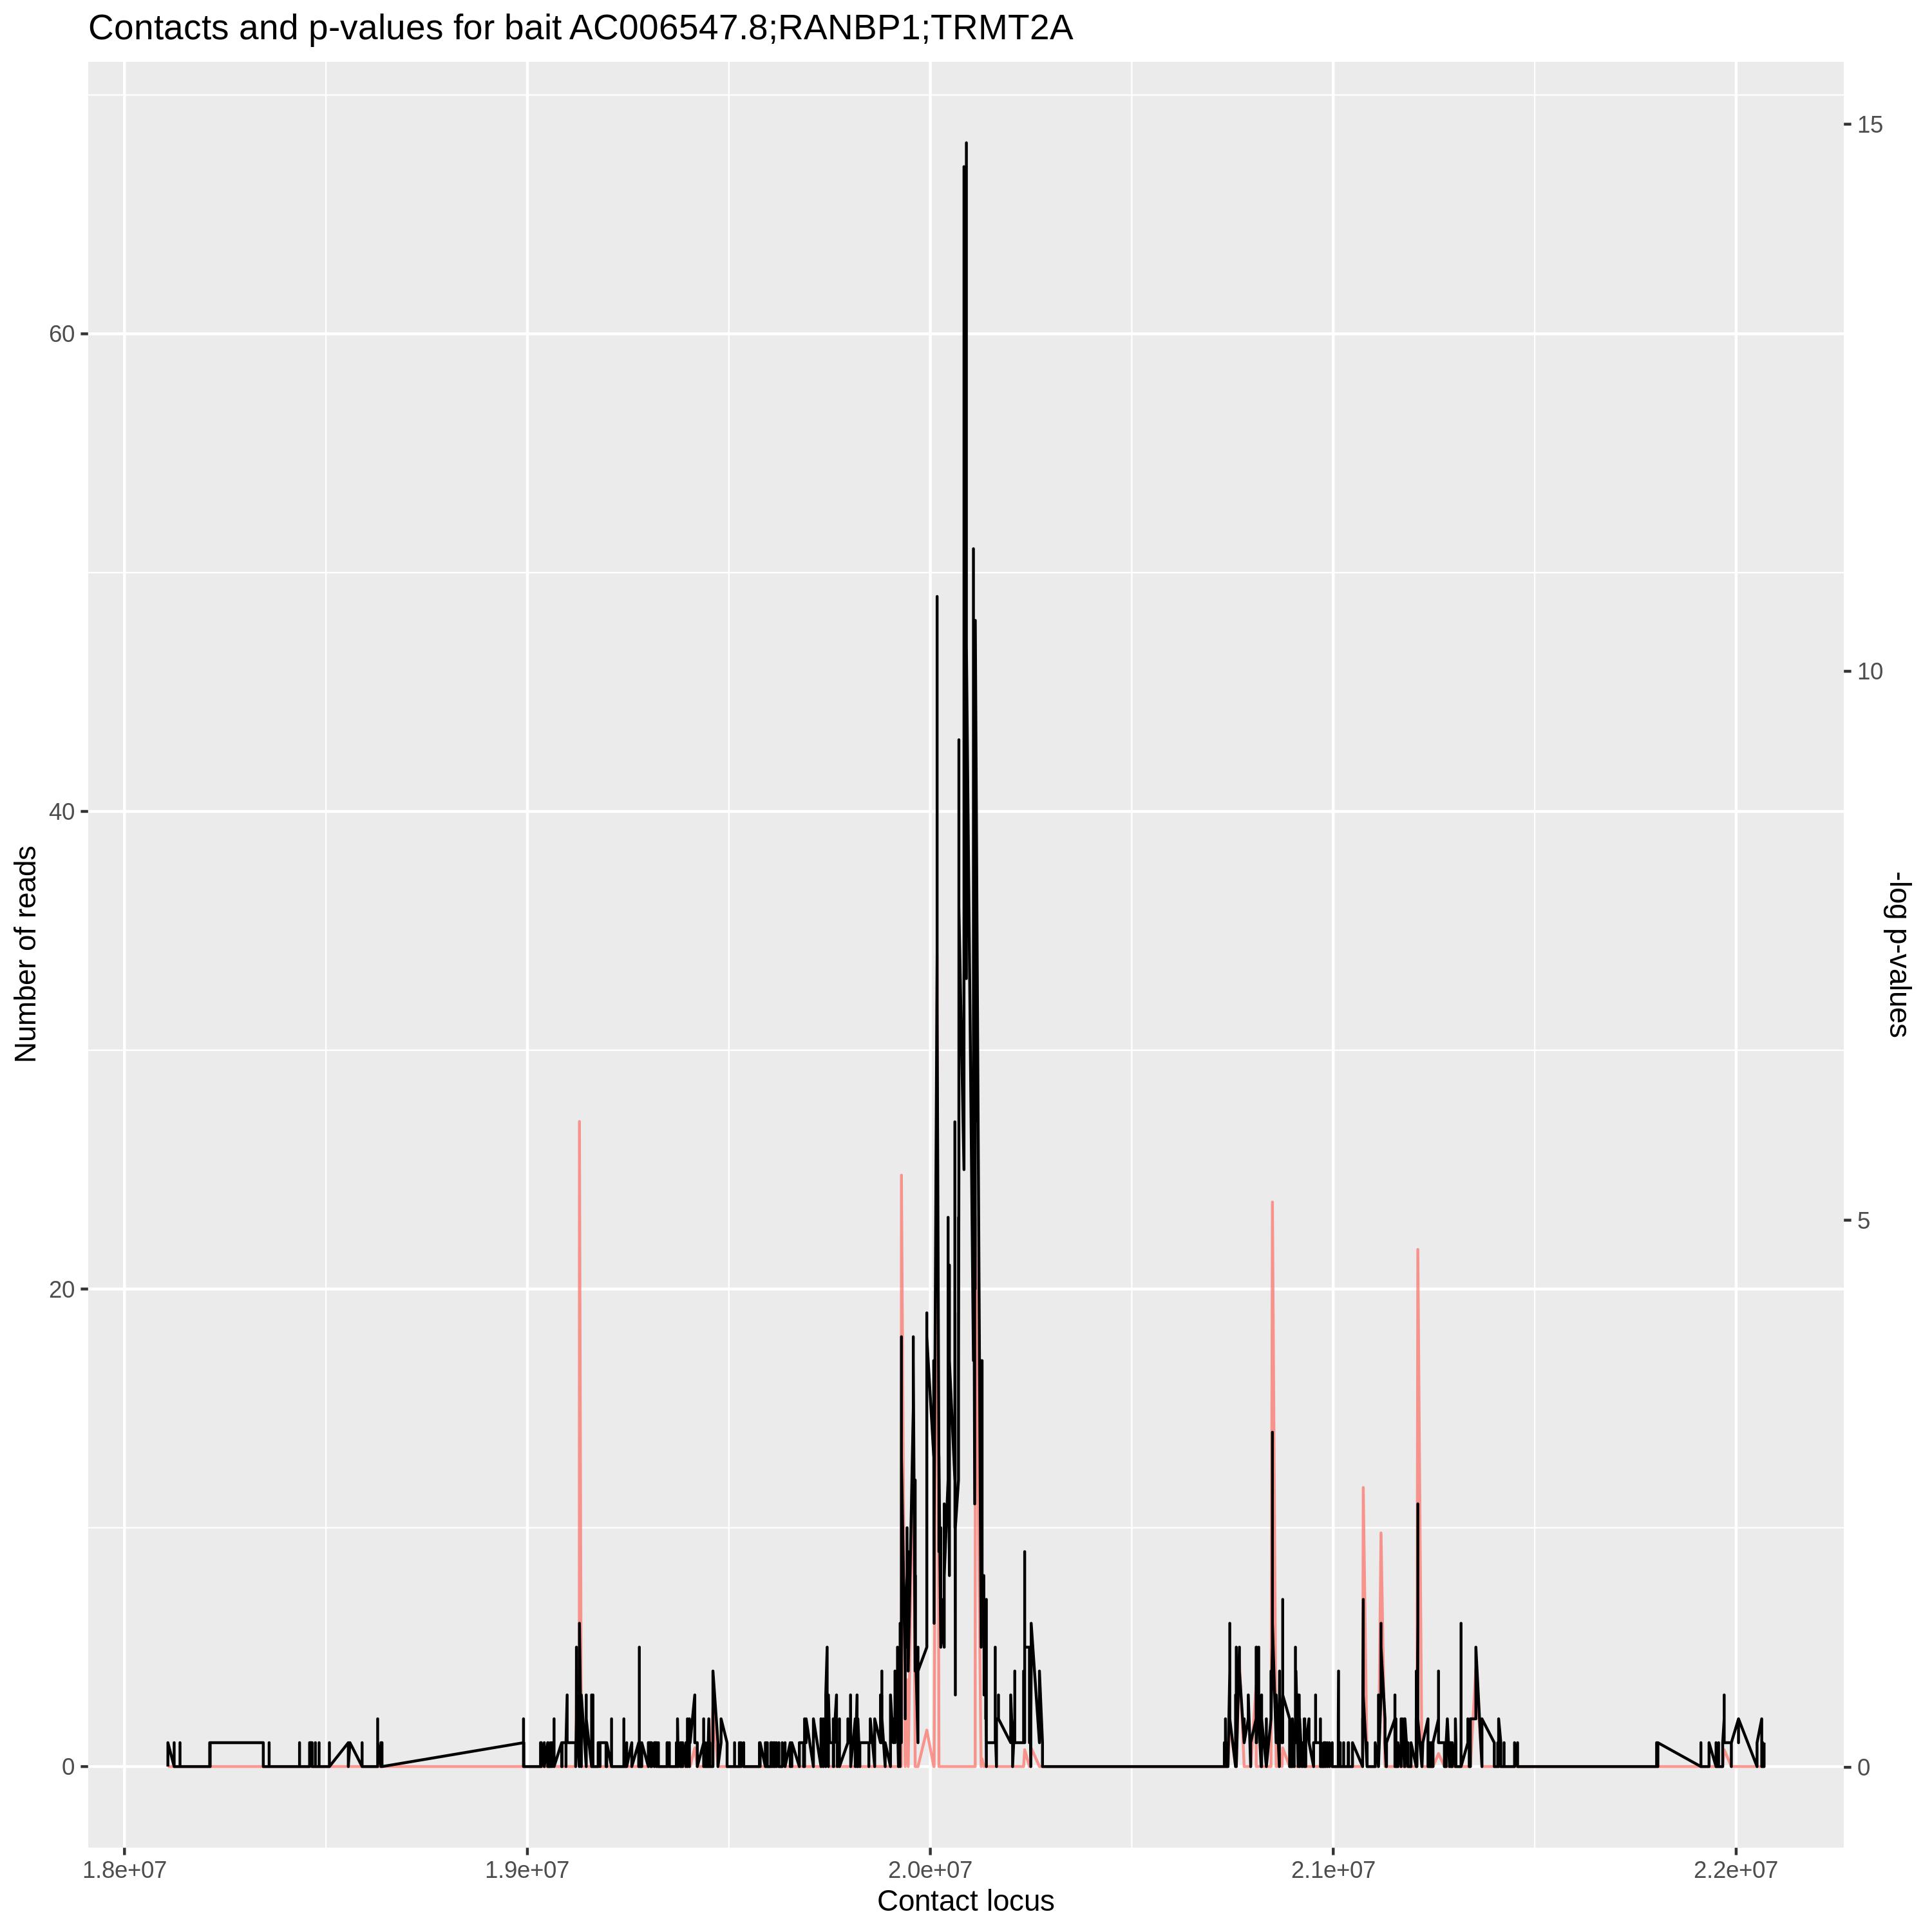 Contacts and p-values for bait AC006547.8;RANBP1;TRMT2A
15
60
10
40
Number of reads
-log p-values
5
20
0
0
1.8e+07
1.9e+07
2.0e+07
2.1e+07
2.2e+07
Contact locus